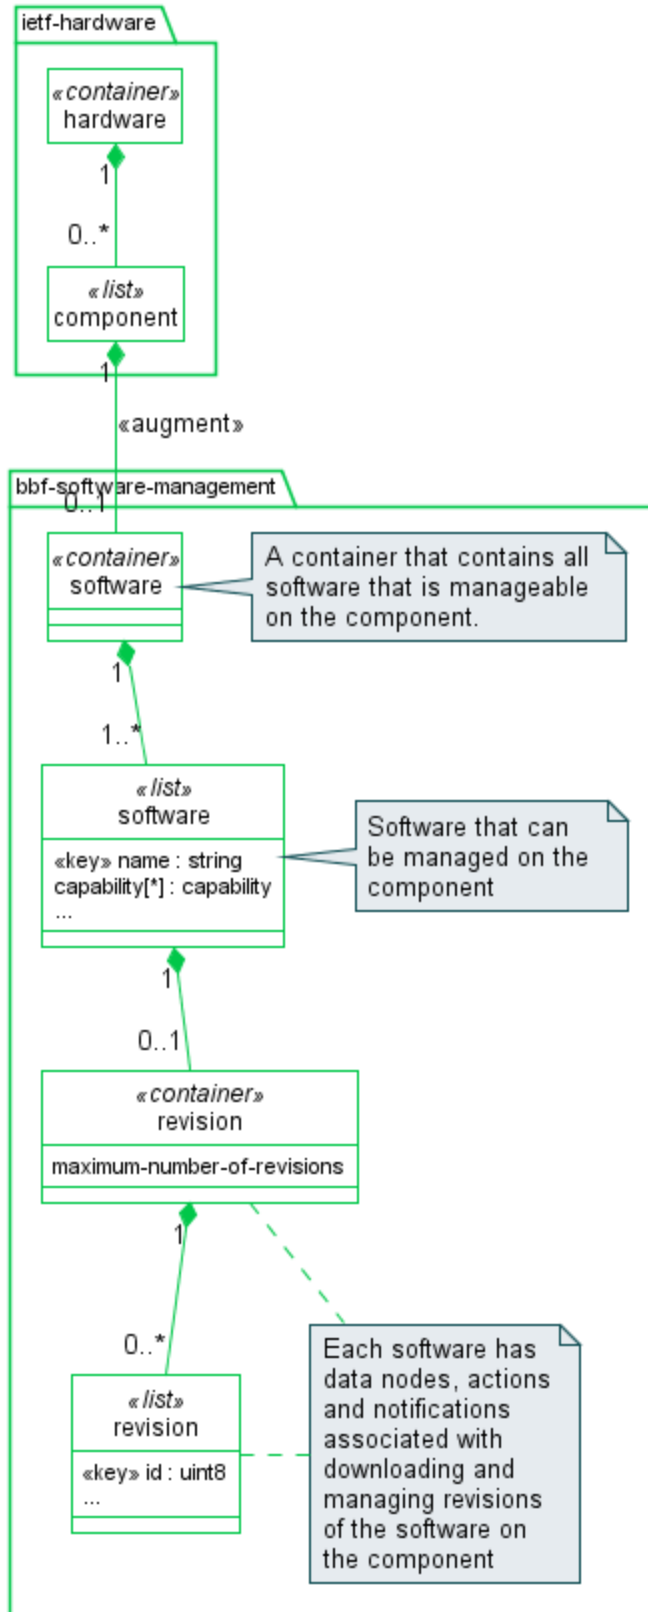 ietf-hardware
«container»
hardware
1
0..*
«list»
component
1
«augment»
bbf-software-management
0..1
«container»
software
A container that contains all
software that is manageable
on the component.
1
1..*
«list»
software
«key» name : string
capability[*] : capability
...
Software that can
be managed on the
component
1
0..1
«container»
revision
maximum-number-of-revisions
1
0..*
«list»
revision
«key» id : uint8
...
Each software has
data nodes, actions
and notifications
associated with
downloading and
managing revisions
of the software on
the component